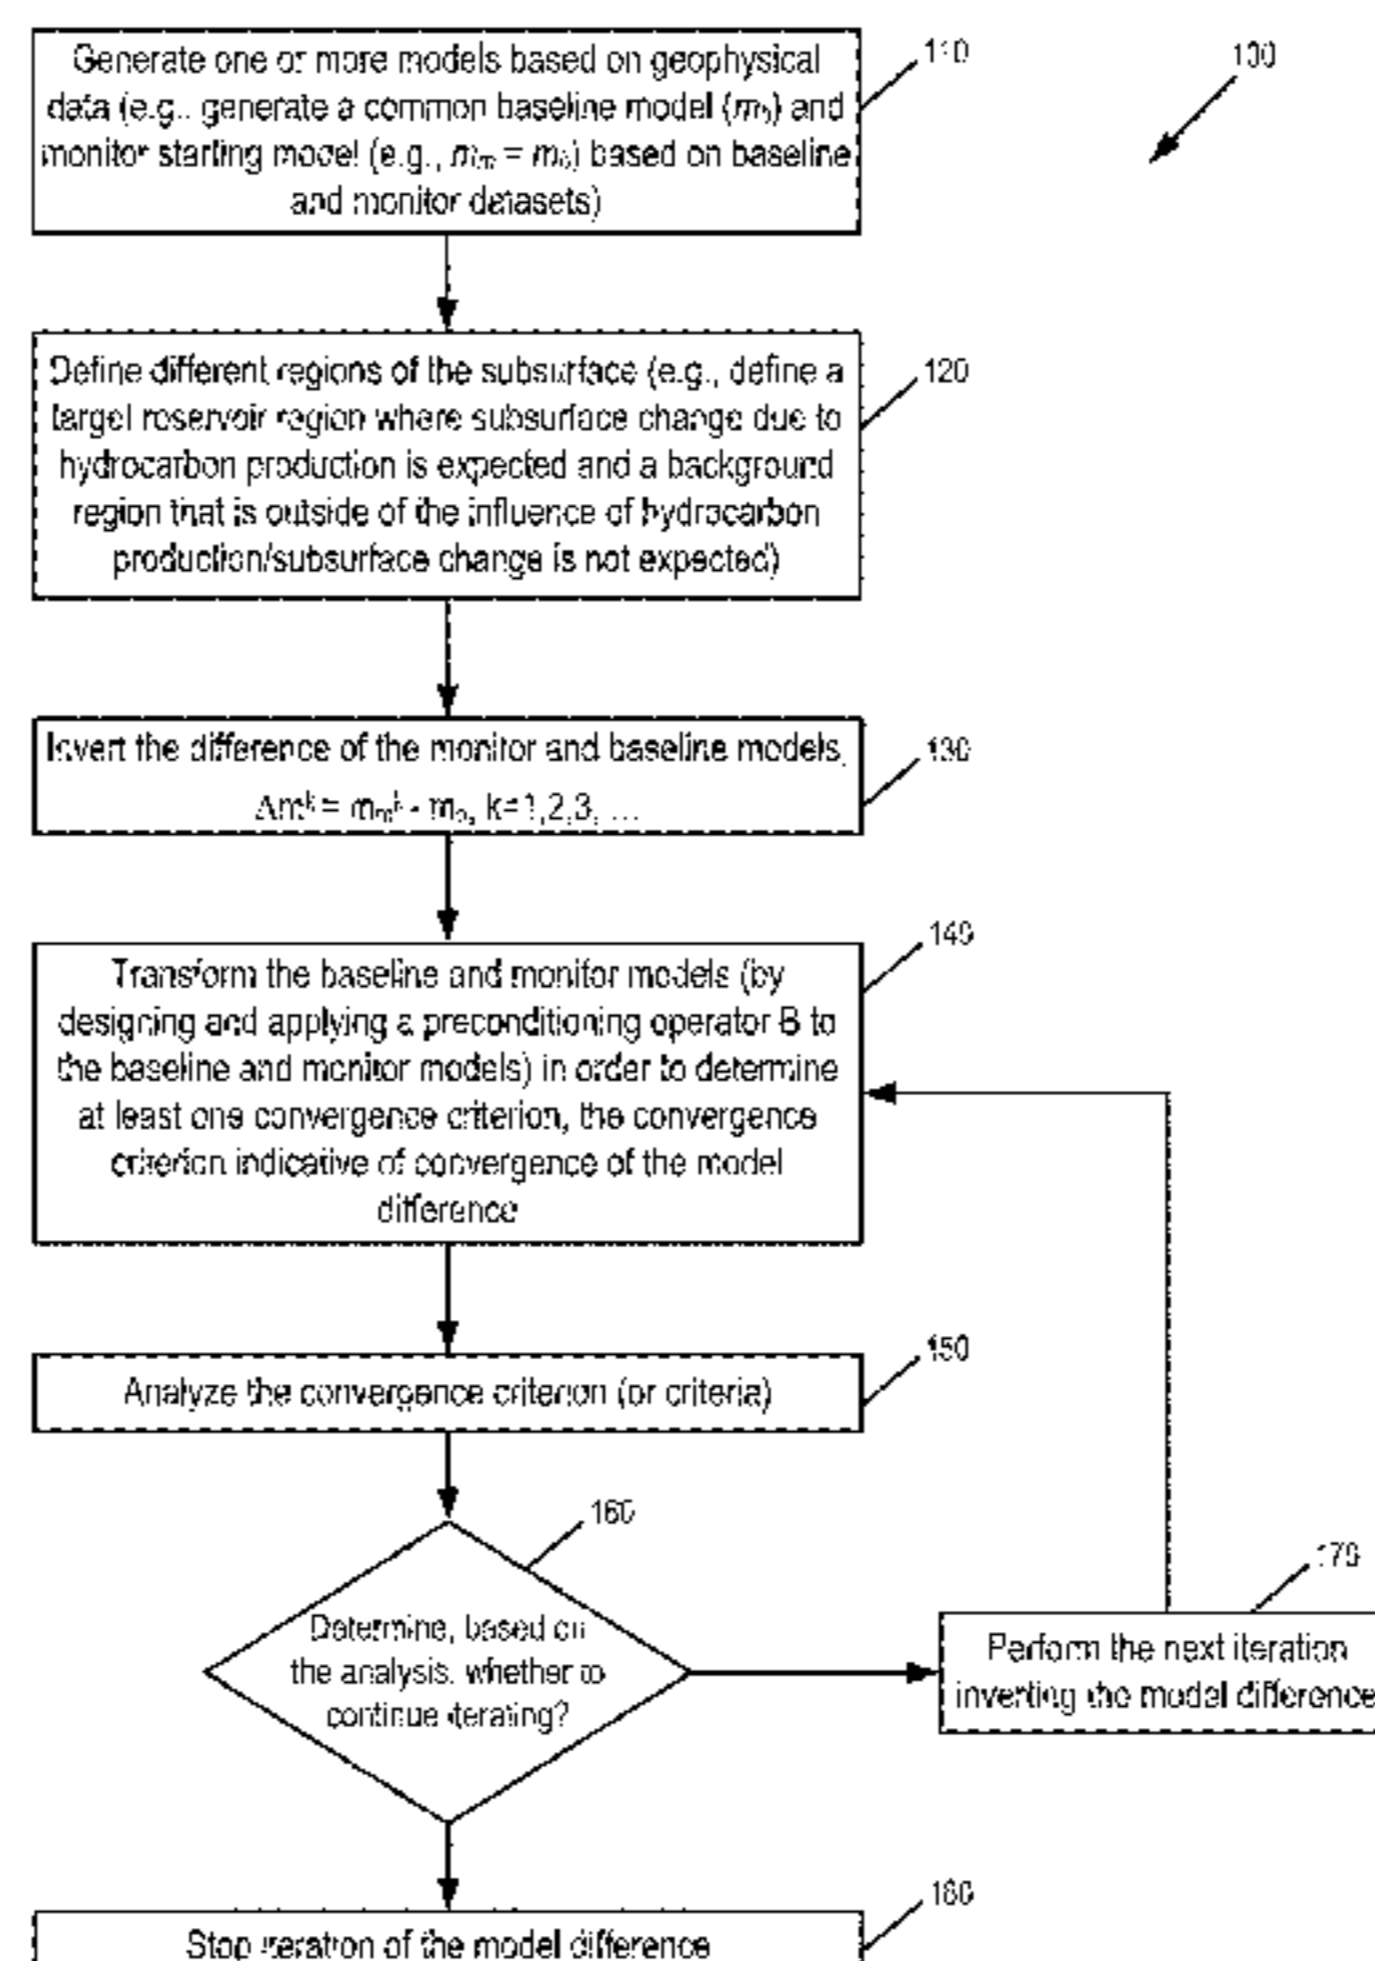 Generate one or more models based on geophysical
data (e.g., generate a common baseline model (m_b) and
monitor starting model (e.g., m_m = m_b) based on baseline
and monitor datasets)
110
100
Define different regions of the subsurface (e.g., define a
target reservoir region where subsurface change due to
hydrocarbon production is expected and a background
region that is outside of the influence of hydrocarbon
production/subsurface change is not expected)
120
Invert the difference of the monitor and baseline models,
Δm^k = m_m^k - m_b, k=1,2,3, ...
130
Transform the baseline and monitor models (by
designing and applying a preconditioning operator B to
the baseline and monitor models) in order to determine
at least one convergence criterion, the convergence
criterion indicative of convergence of the model
difference
140
Analyze the convergence criterion (or criteria)
150
Determine, based on
the analysis, whether to
continue iterating?
160
Perform the next iteration
inverting the model difference
170
Stop iteration of the model difference
180